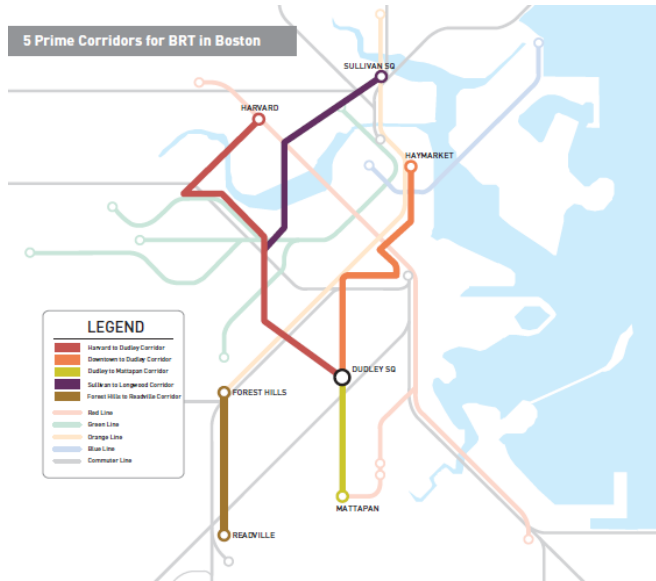 5 Prime Corridors for BRT in Boston
SULLIVAN SQ
HARVARD
HAYMARKET
DUDLEY SQ
FOREST HILLS
MATTAPAN
READVILLE
LEGEND
Harvard to Dudley Corridor
Downtown to Dudley Corridor
Dudley to Mattapan Corridor
Sullivan to Longwood Corridor
Forest Hills to Readville Corridor
Red Line
Green Line
Orange Line
Blue Line
Commuter Line